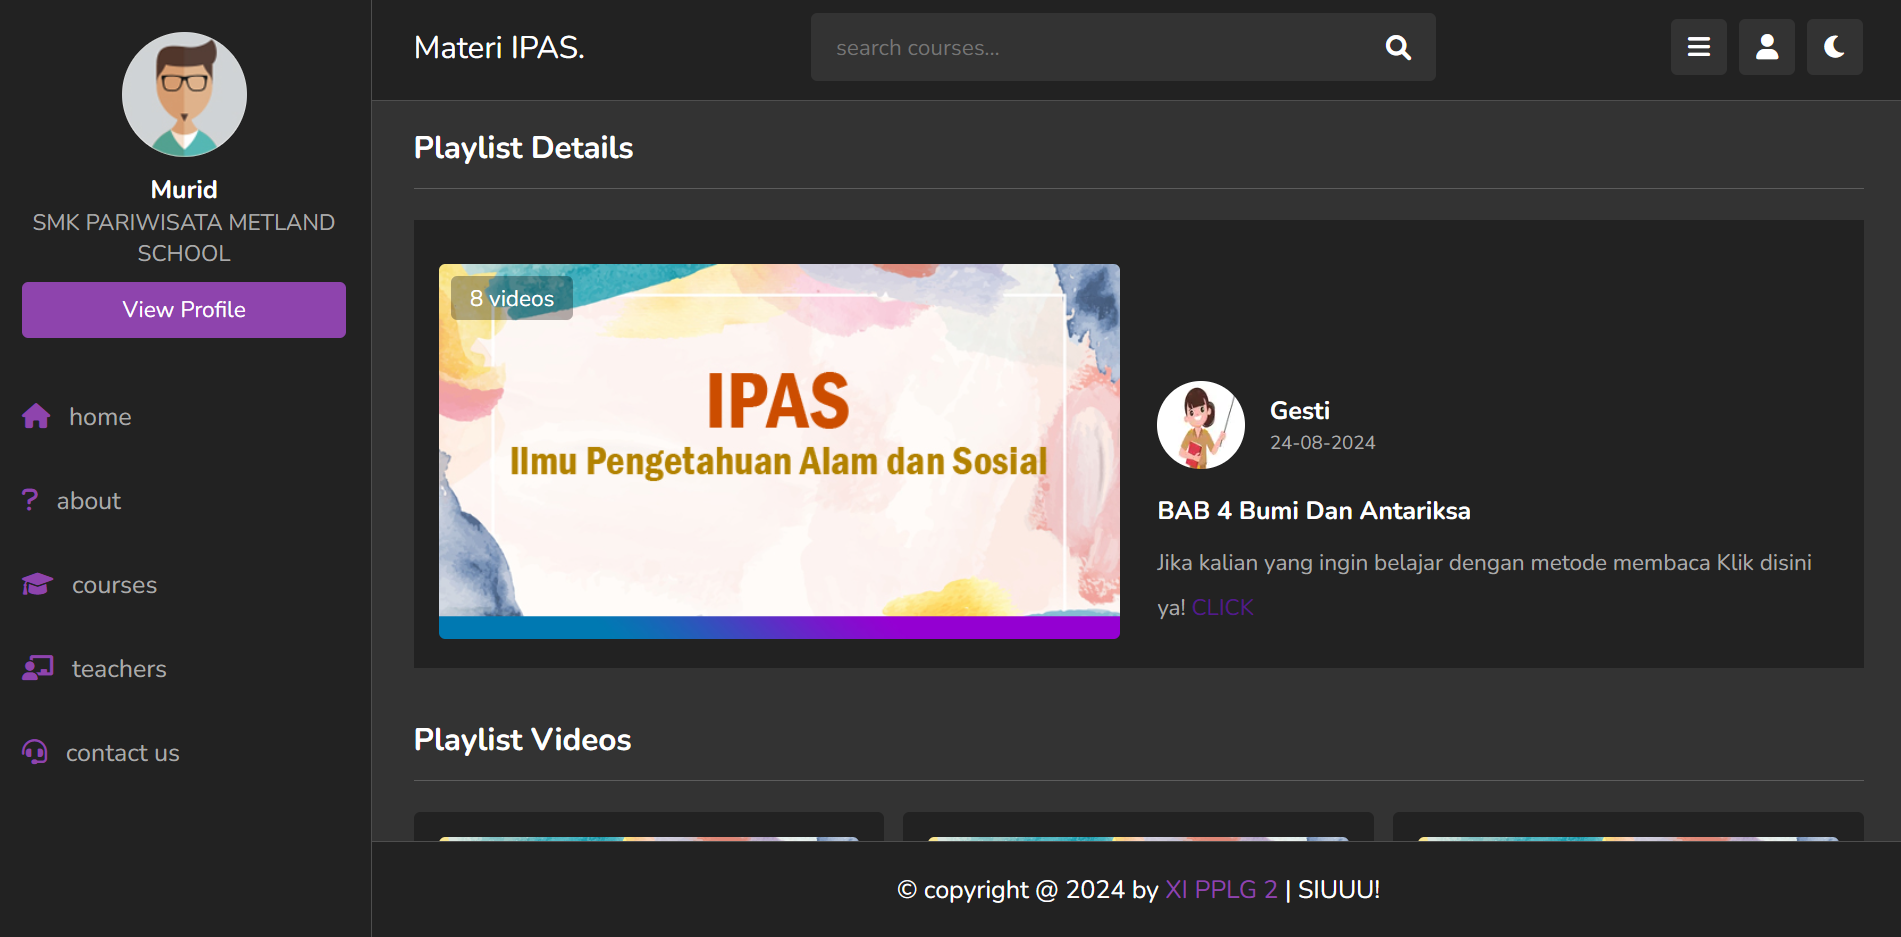 Murid
SMK PARIWISATA METLAND
SCHOOL
View Profile
home
about
courses
teachers
contact us
Materi IPAS.
search courses...
Playlist Details
8 videos
IPAS
Ilmu Pengetahuan Alam dan Sosial
Gesti
24-08-2024
BAB 4 Bumi Dan Antariksa
Jika kalian yang ingin belajar dengan metode membaca Klik disini
ya! CLICK
Playlist Videos
© copyright @ 2024 by XI PPLG 2 | SIUUU!